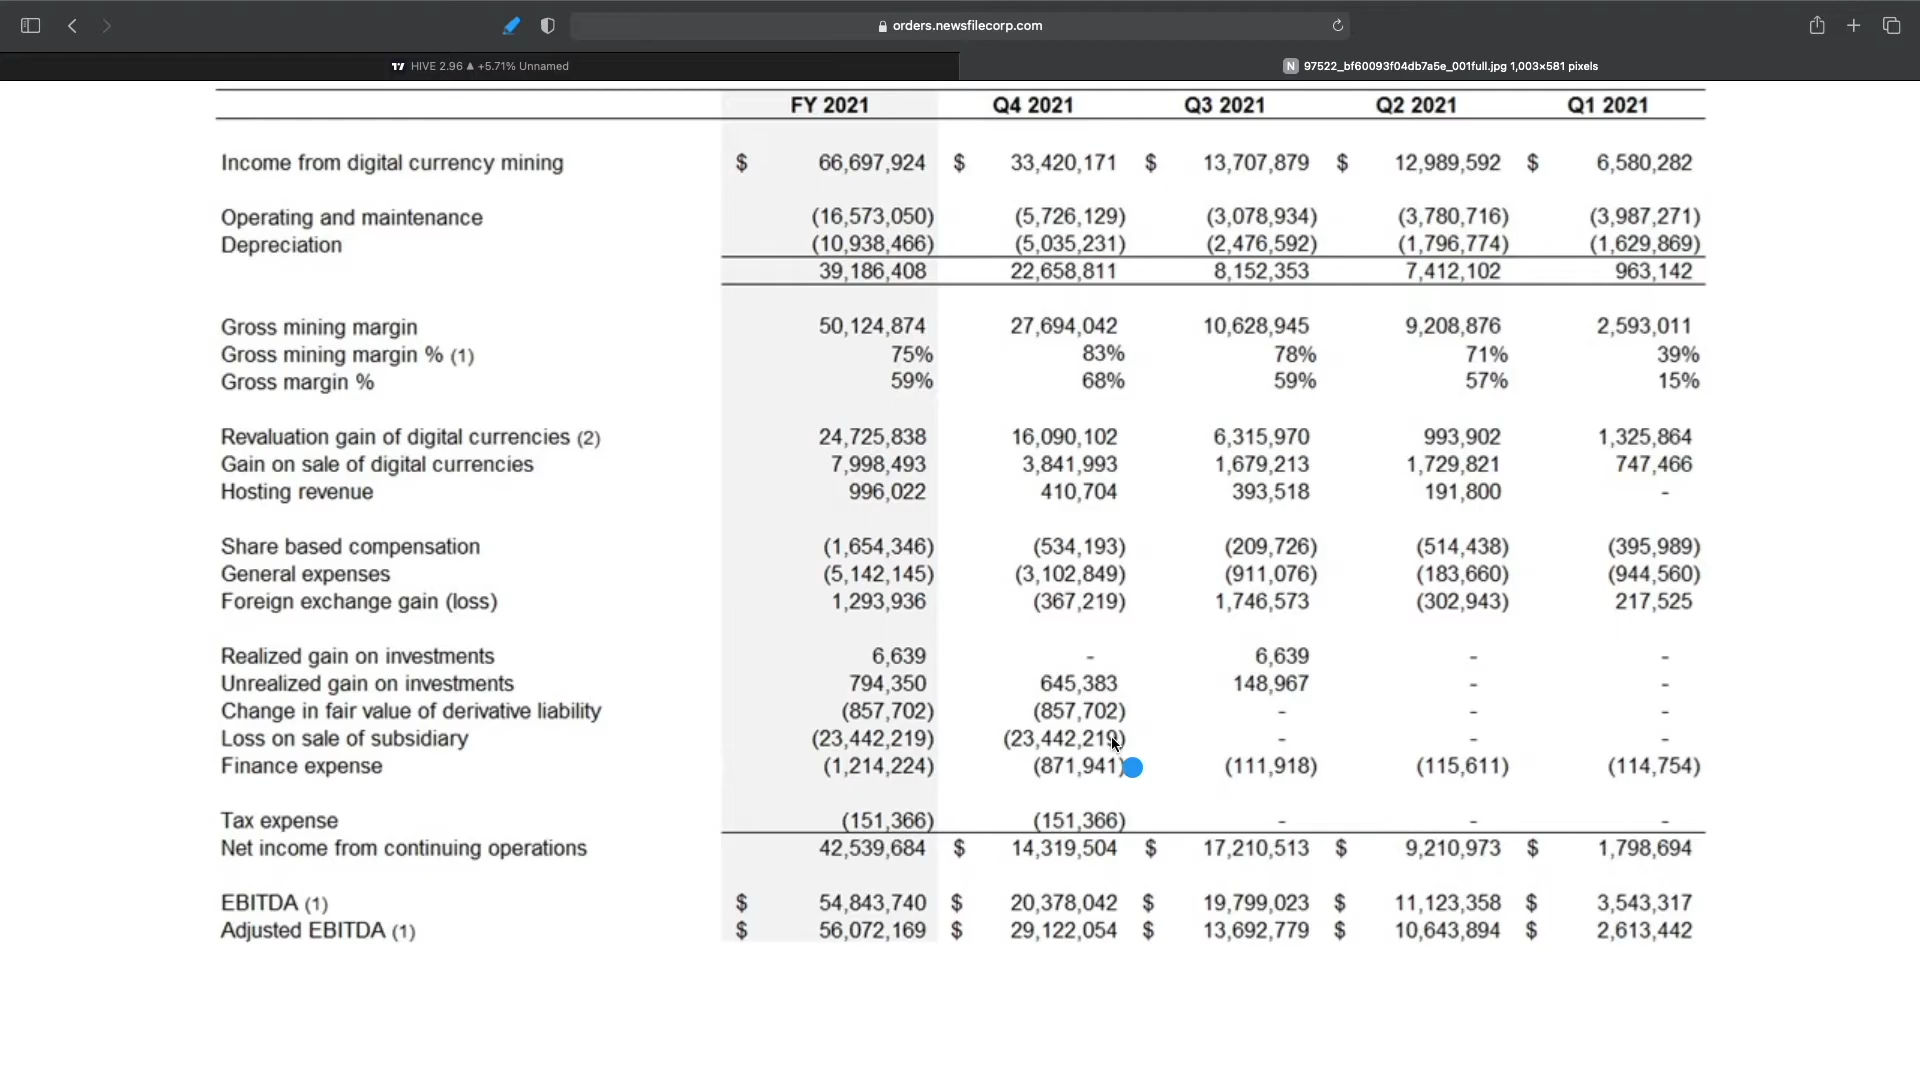 orders.newsfilecorp.com
HIVE 2.96 ▲ +5.71% Unnamed
N 97522_bf60093f04db7a5e_001full.jpg 1,003×581 pixels
FY 2021 Q4 2021 Q3 2021 Q2 2021 Q1 2021
Income from digital currency mining $ 66,697,924 $ 33,420,171 $ 13,707,879 $ 12,989,592 $ 6,580,282
Operating and maintenance (16,573,050) (5,726,129) (3,078,934) (3,780,716) (3,987,271)
Depreciation (10,938,466) (5,035,231) (2,476,592) (1,796,774) (1,629,869)
39,186,408 22,658,811 8,152,353 7,412,102 963,142
Gross mining margin 50,124,874 27,694,042 10,628,945 9,208,876 2,593,011
Gross mining margin % (1) 75% 83% 78% 71% 39%
Gross margin % 59% 68% 59% 57% 15%
Revaluation gain of digital currencies (2) 24,725,838 16,090,102 6,315,970 993,902 1,325,864
Gain on sale of digital currencies 7,998,493 3,841,993 1,679,213 1,729,821 747,466
Hosting revenue 996,022 410,704 393,518 191,800 -
Share based compensation (1,654,346) (534,193) (209,726) (514,438) (395,989)
General expenses (5,142,145) (3,102,849) (911,076) (183,660) (944,560)
Foreign exchange gain (loss) 1,293,936 (367,219) 1,746,573 (302,943) 217,525
Realized gain on investments 6,639 - 6,639 - -
Unrealized gain on investments 794,350 645,383 148,967 - -
Change in fair value of derivative liability (857,702) (857,702) - - -
Loss on sale of subsidiary (23,442,219) (23,442,219) - - -
Finance expense (1,214,224) (871,941) (111,918) (115,611) (114,754)
Tax expense (151,366) (151,366) - - -
Net income from continuing operations 42,539,684 $ 14,319,504 $ 17,210,513 $ 9,210,973 $ 1,798,694
EBITDA (1) $ 54,843,740 $ 20,378,042 $ 19,799,023 $ 11,123,358 $ 3,543,317
Adjusted EBITDA (1) $ 56,072,169 $ 29,122,054 $ 13,692,779 $ 10,643,894 $ 2,613,442